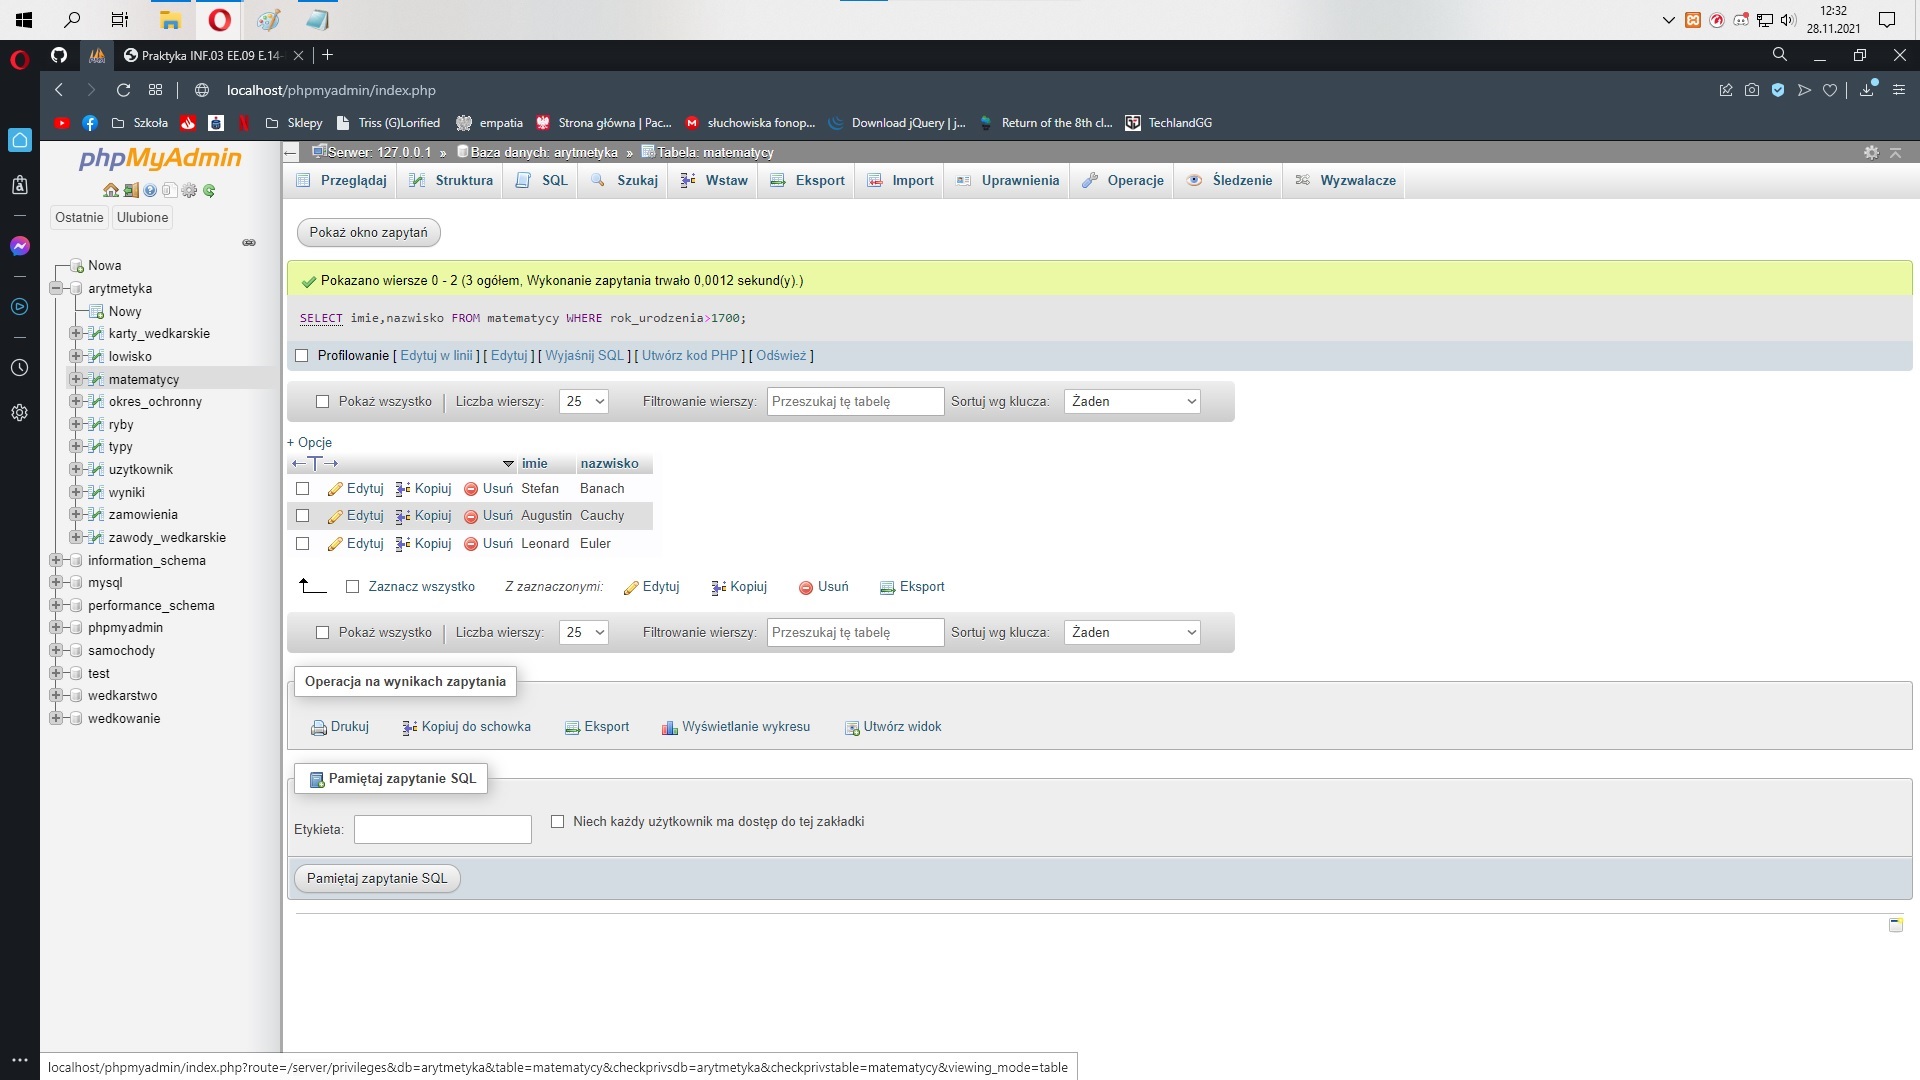 12:32
28.11.2021
Praktyka INF.03 EE.09 E.14-
localhost/phpmyadmin/index.php
Szkoła Sklepy Triss (G)Lorified empatia Strona główna | Pac... słuchowiska fonop... Download jQuery | j... Return of the 8th cl... TechlandGG
phpMyAdmin
Ostatnie Ulubione
Nowa
arytmetyka
Nowy
karty_wedkarskie
lowisko
matematycy
okres_ochronny
ryby
typy
uzytkownik
wyniki
zamowienia
zawody_wedkarskie
information_schema
mysql
performance_schema
phpmyadmin
samochody
test
wedkarstwo
wedkowanie
Serwer: 127.0.0.1 » Baza danych: arytmetyka » Tabela: matematycy
Przeglądaj Struktura SQL Szukaj Wstaw Eksport Import Uprawnienia Operacje Śledzenie Wyzwalacze
Pokaż okno zapytań
Pokazano wiersze 0 - 2 (3 ogółem, Wykonanie zapytania trwało 0,0012 sekund(y).)
SELECT imie,nazwisko FROM matematycy WHERE rok_urodzenia>1700;
Profilowanie [ Edytuj w linii ] [ Edytuj ] [ Wyjaśnij SQL ] [ Utwórz kod PHP ] [ Odśwież ]
Pokaż wszystko | Liczba wierszy: 25 Filtrowanie wierszy: Przeszukaj tę tabelę Sortuj wg klucza: Żaden
+ Opcje
←T→ imie nazwisko
Edytuj Kopiuj Usuń Stefan Banach
Edytuj Kopiuj Usuń Augustin Cauchy
Edytuj Kopiuj Usuń Leonard Euler
Zaznacz wszystko Z zaznaczonymi: Edytuj Kopiuj Usuń Eksport
Pokaż wszystko | Liczba wierszy: 25 Filtrowanie wierszy: Przeszukaj tę tabelę Sortuj wg klucza: Żaden
Operacja na wynikach zapytania
Drukuj Kopiuj do schowka Eksport Wyświetlanie wykresu Utwórz widok
Pamiętaj zapytanie SQL
Etykieta: Niech każdy użytkownik ma dostęp do tej zakładki
Pamiętaj zapytanie SQL
localhost/phpmyadmin/index.php?route=/server/privileges&db=arytmetyka&table=matematycy&checkprivsdb=arytmetyka&checkprivstable=matematycy&viewing_mode=table